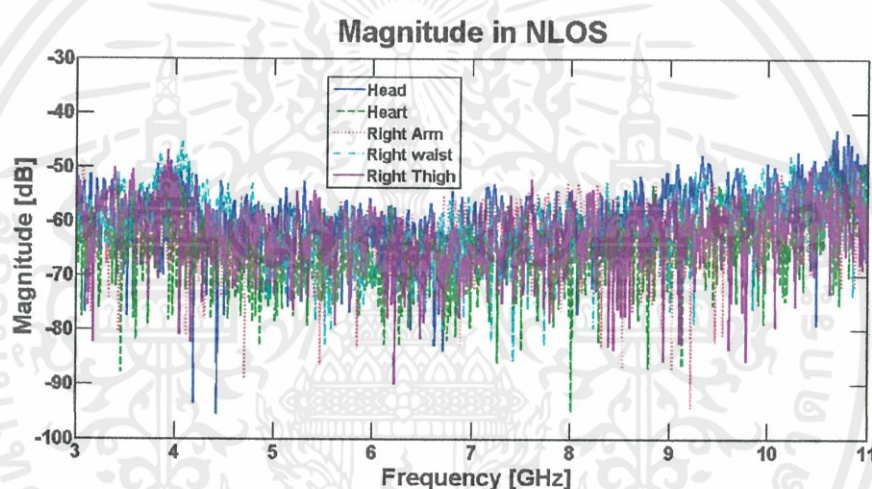 Magnitude in NLOS
-30
-40
-50
-60
-70
-80
-90
-100
Magnitude [dB]
Head
Heart
Right Arm
Right waist
Right Thigh
3
4
5
6
7
8
9
10
11
Frequency [GHz]